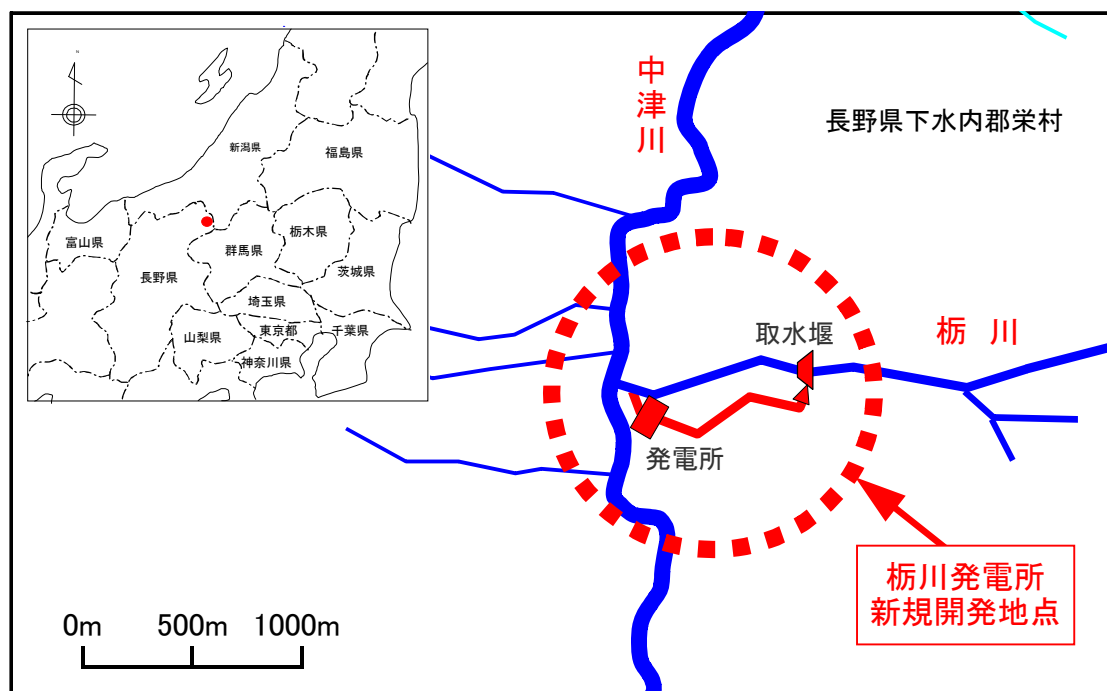 N
新潟県
福島県
富山県
長野県
群馬県
栃木県
茨城県
埼玉県
山梨県
東京都
千葉県
神奈川県
中津川
長野県下水内郡栄村
取水堰
栃 川
発電所
栃川発電所
新規開発地点
0m 500m 1000m